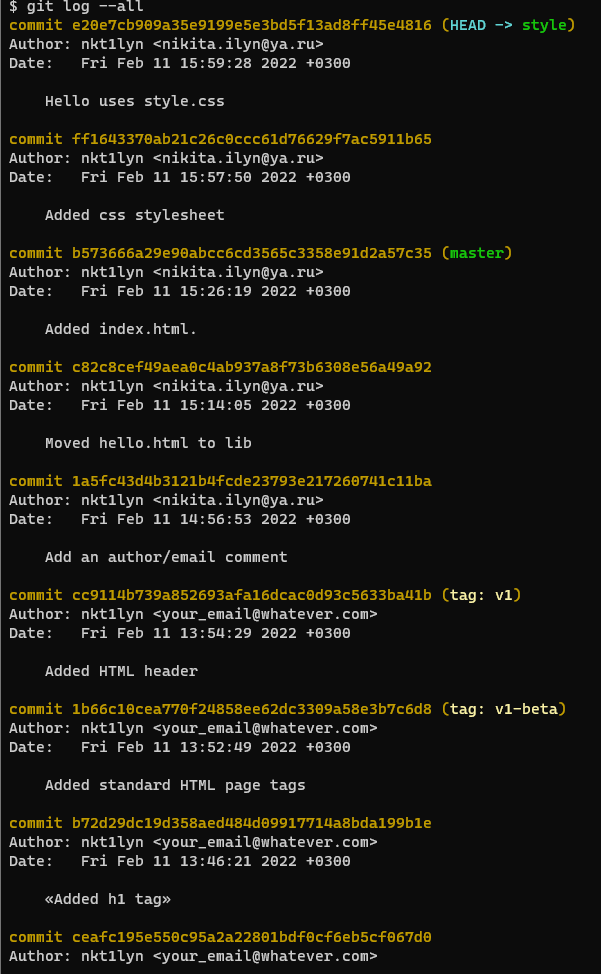 $ git log --all
commit e20e7cb909a35e9199e5e3bd5f13ad8ff45e4816 (HEAD -> style)
Author: nkt1lyn <nikita.ilyn@ya.ru>
Date:   Fri Feb 11 15:59:28 2022 +0300

    Hello uses style.css

commit ff1643370ab21c26c0ccc61d76629f7ac5911b65
Author: nkt1lyn <nikita.ilyn@ya.ru>
Date:   Fri Feb 11 15:57:50 2022 +0300

    Added css stylesheet

commit b573666a29e90abcc6cd3565c3358e91d2a57c35 (master)
Author: nkt1lyn <nikita.ilyn@ya.ru>
Date:   Fri Feb 11 15:26:19 2022 +0300

    Added index.html.

commit c82c8cef49aea0c4ab937a8f73b6308e56a49a92
Author: nkt1lyn <nikita.ilyn@ya.ru>
Date:   Fri Feb 11 15:14:05 2022 +0300

    Moved hello.html to lib

commit 1a5fc43d4b3121b4fcde23793e217260741c11ba
Author: nkt1lyn <nikita.ilyn@ya.ru>
Date:   Fri Feb 11 14:56:53 2022 +0300

    Add an author/email comment

commit cc9114b739a852693afa16dcac0d93c5633ba41b (tag: v1)
Author: nkt1lyn <your_email@whatever.com>
Date:   Fri Feb 11 13:54:29 2022 +0300

    Added HTML header

commit 1b66c10cea770f24858ee62dc3309a58e3b7c6d8 (tag: v1-beta)
Author: nkt1lyn <your_email@whatever.com>
Date:   Fri Feb 11 13:52:49 2022 +0300

    Added standard HTML page tags

commit b72d29dc19d358aed484d09917714a8bda199b1e
Author: nkt1lyn <your_email@whatever.com>
Date:   Fri Feb 11 13:46:21 2022 +0300

    «Added h1 tag»

commit ceafc195e550c95a2a22801bdf0cf6eb5cf067d0
Author: nkt1lyn <your_email@whatever.com>